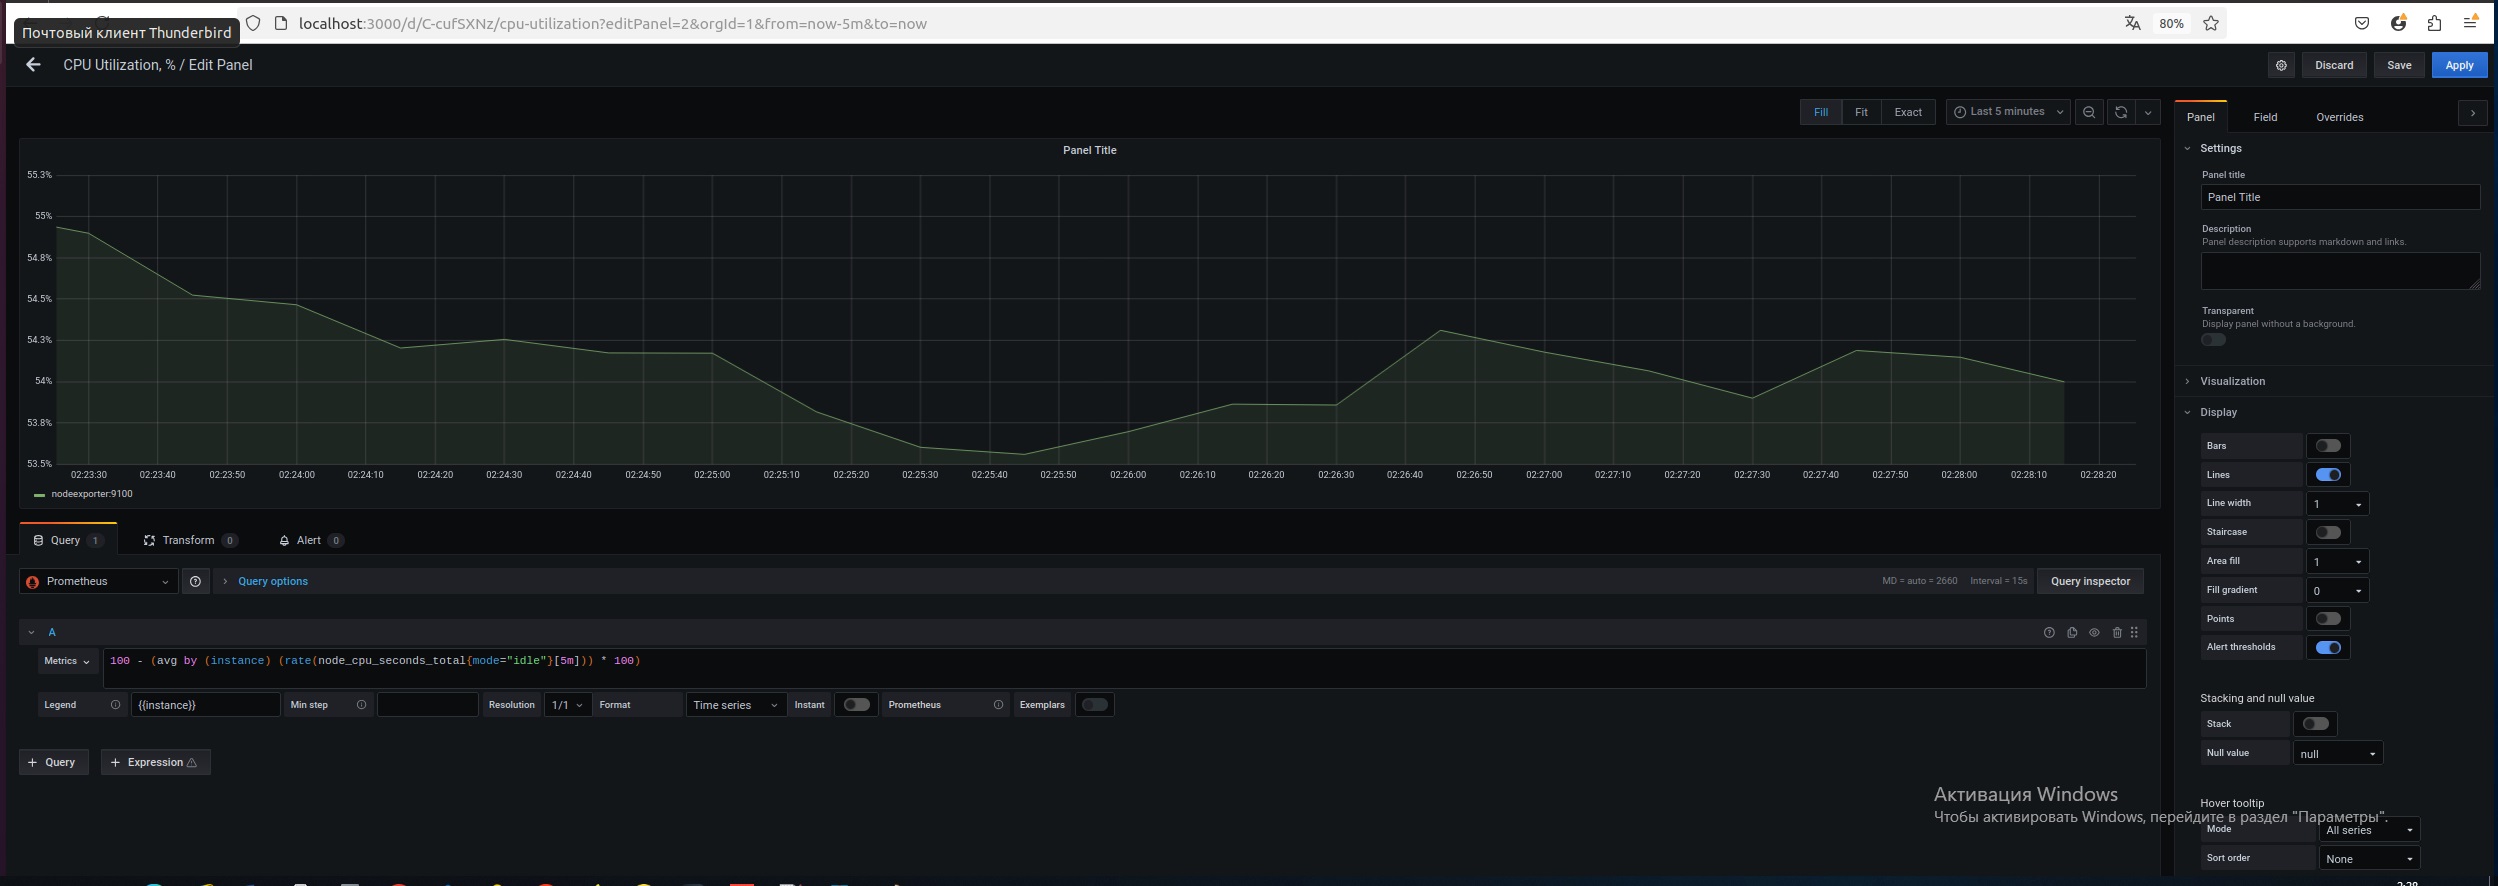 localhost:3000/d/C-cufSXNz/cpu-utilization?editPanel=2&orgId=1&from=now-5m&to=now
80%
Почтовый клиент Thunderbird
CPU Utilization, % / Edit Panel
Discard
Save
Apply
Fill
Fit
Exact
Last 5 minutes
Panel
Field
Overrides
Panel Title
55.3%
55%
54.8%
54.5%
54.3%
54%
53.8%
53.5%
02:23:30 02:23:40 02:23:50 02:24:00 02:24:10 02:24:20 02:24:30 02:24:40 02:24:50 02:25:00 02:25:10 02:25:20 02:25:30 02:25:40 02:25:50 02:26:00 02:26:10 02:26:20 02:26:30 02:26:40 02:26:50 02:27:00 02:27:10 02:27:20 02:27:30 02:27:40 02:27:50 02:28:00 02:28:10 02:28:20
nodeexporter:9100
Query 1
Transform 0
Alert 0
Prometheus
Query options
MD = auto = 2660
Interval = 15s
Query inspector
A
Metrics
100 - (avg by (instance) (rate(node_cpu_seconds_total{mode="idle"}[5m])) * 100)
Legend
{{instance}}
Min step
Resolution
1/1
Format
Time series
Instant
Prometheus
Exemplars
+ Query
+ Expression
Settings
Panel title
Panel Title
Description
Panel description supports markdown and links.
Transparent
Display panel without a background.
Visualization
Display
Bars
Lines
Line width 1
Staircase
Area fill 1
Fill gradient 0
Points
Alert thresholds
Stacking and null value
Stack
Null value null
Hover tooltip
Mode All series
Sort order None
Активация Windows
Чтобы активировать Windows, перейдите в раздел "Параметры".